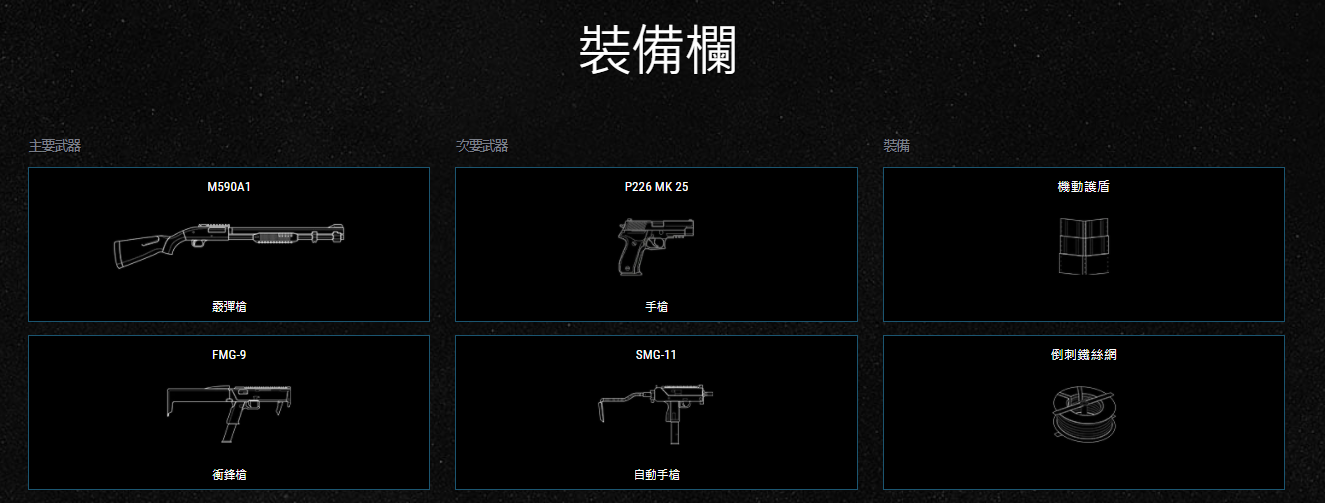 裝備欄
主要武器
次要武器
裝備
M590A1
P226 MK 25
機動護盾
霰彈槍
手槍
FMG-9
SMG-11
倒刺鐵絲網
衝鋒槍
自動手槍